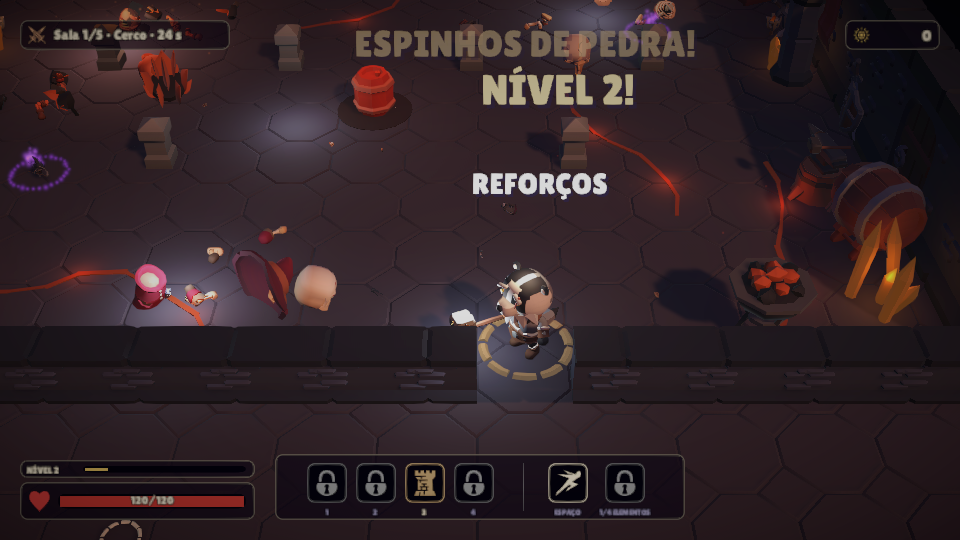 Sala 1/5 · Cerco · 24 s
0
ESPINHOS DE PEDRA!
NÍVEL 2!
REFORÇOS
NÍVEL 2
120/120
1
2
3
4
ESPAÇO
1/4 ELEMENTOS